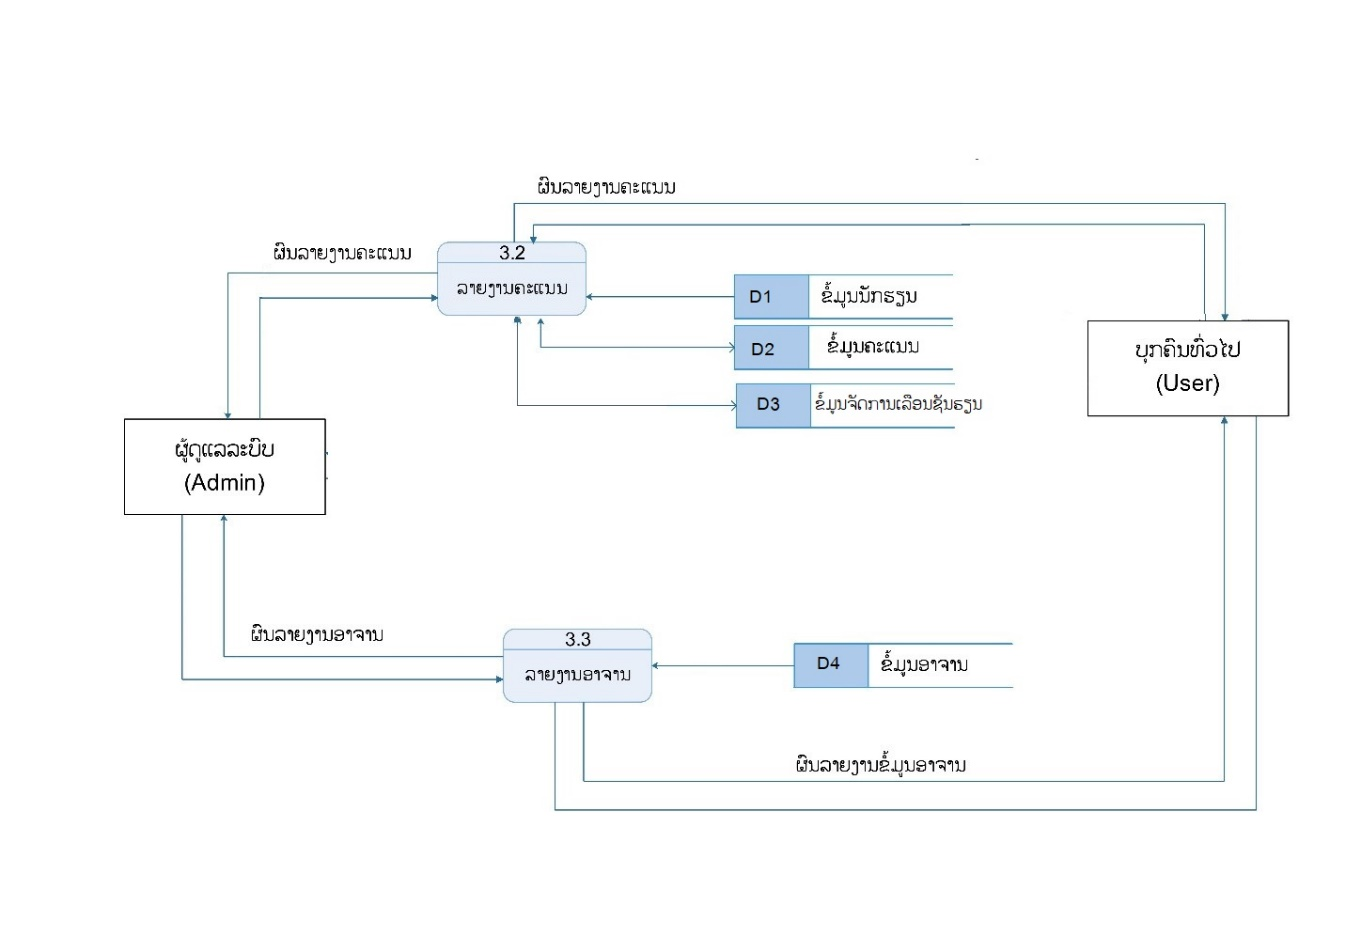 ຜົນລາຍງານຄະແນນ
ຜົນລາຍງານຄະແນນ
3.2
ລາຍງານຄະແນນ
D1 ຂໍ້ມູນນັກຮຽນ
D2 ຂໍ້ມູນຄະແນນ
D3 ຂໍ້ມູນຈັດການເລື່ອນຊັ້ນຮຽນ
ບຸກຄົນທົ່ວໄປ
(User)
ຜູ້ດູແລລະບົບ
(Admin)
ຜົນລາຍງານອາຈານ
3.3
ລາຍງານອາຈານ
D4 ຂໍ້ມູນອາຈານ
ຜົນລາຍງານຂໍ້ມູນອາຈານ